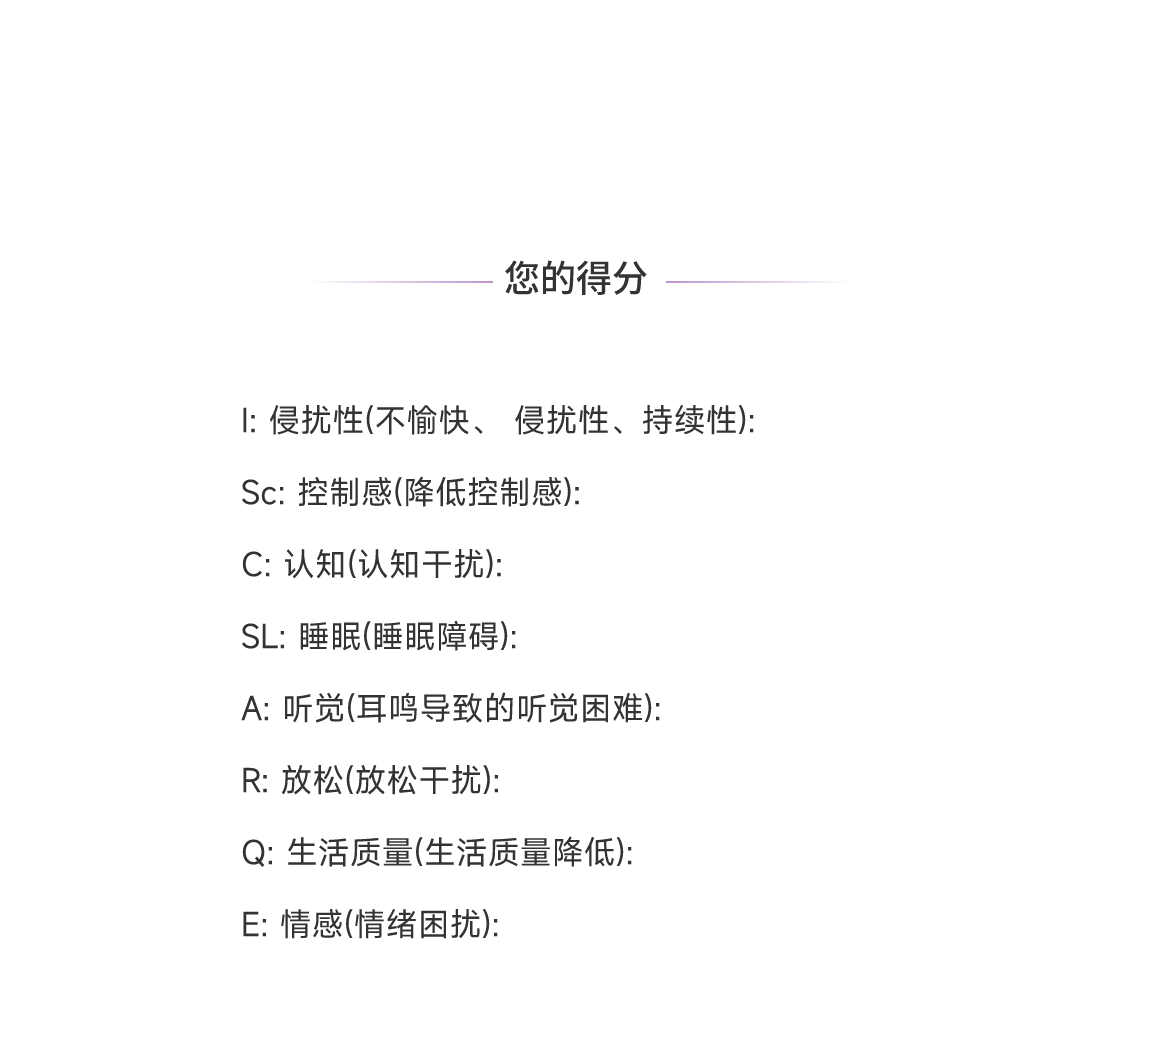 您的得分
I: 侵扰性(不愉快、 侵扰性、持续性):
Sc: 控制感(降低控制感):
C: 认知(认知干扰):
SL: 睡眠(睡眠障碍):
A: 听觉(耳鸣导致的听觉困难):
R: 放松(放松干扰):
Q: 生活质量(生活质量降低):
E: 情感(情绪困扰):